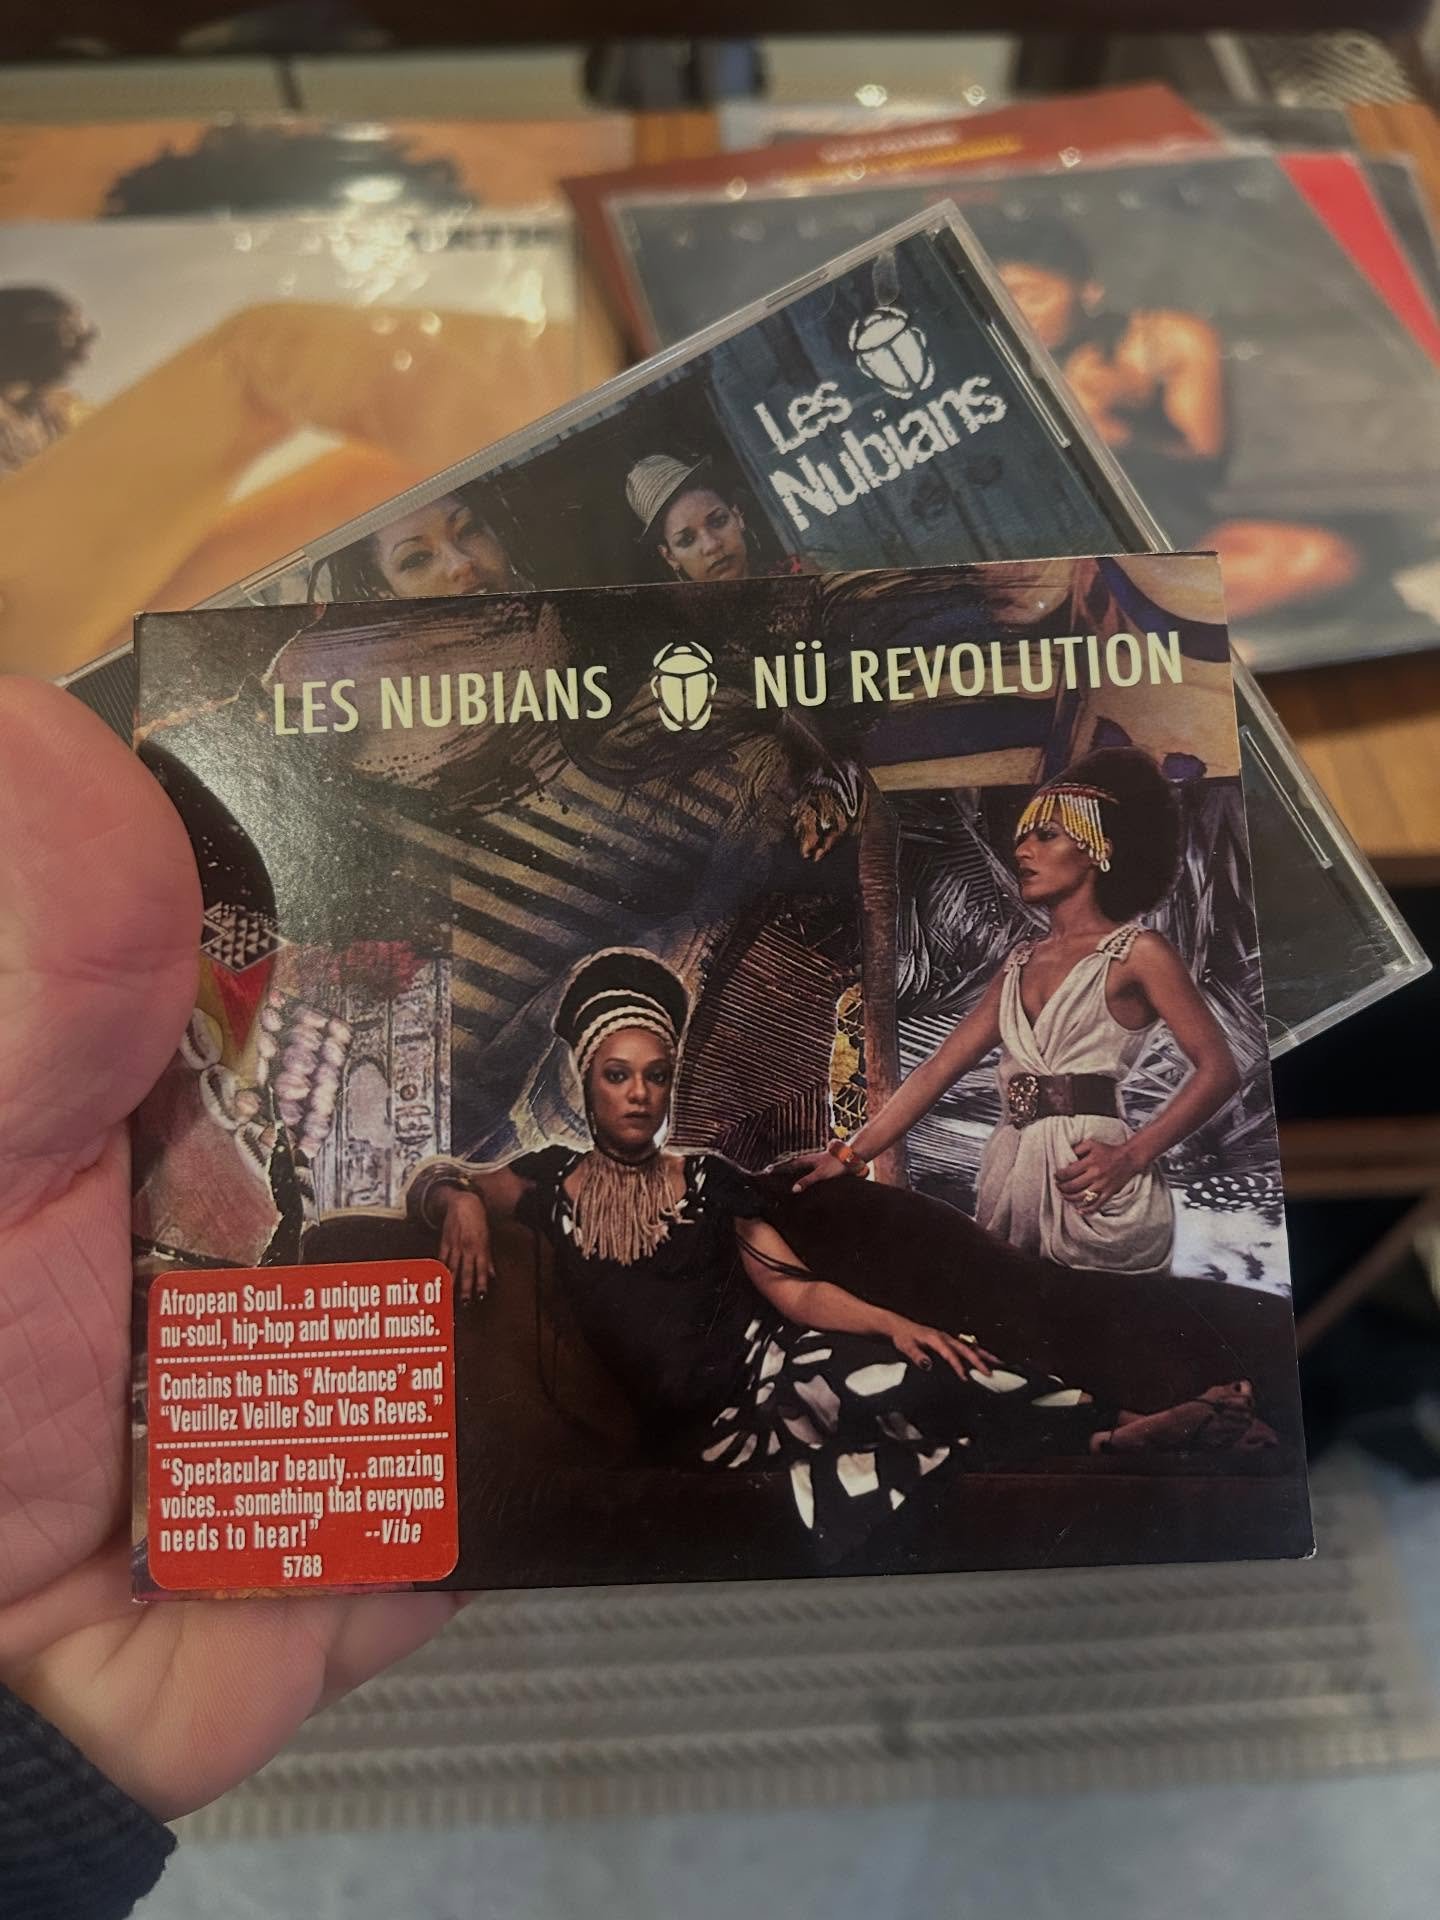 Les
Nubians
LES NUBIANS NÜ REVOLUTION
Afropean Soul...a unique mix of
nu-soul, hip-hop and world music.
Contains the hits “Afrodance” and
“Veuillez Veiller Sur Vos Reves.”
“Spectacular beauty...amazing
voices...something that everyone
needs to hear!” --Vibe
5788